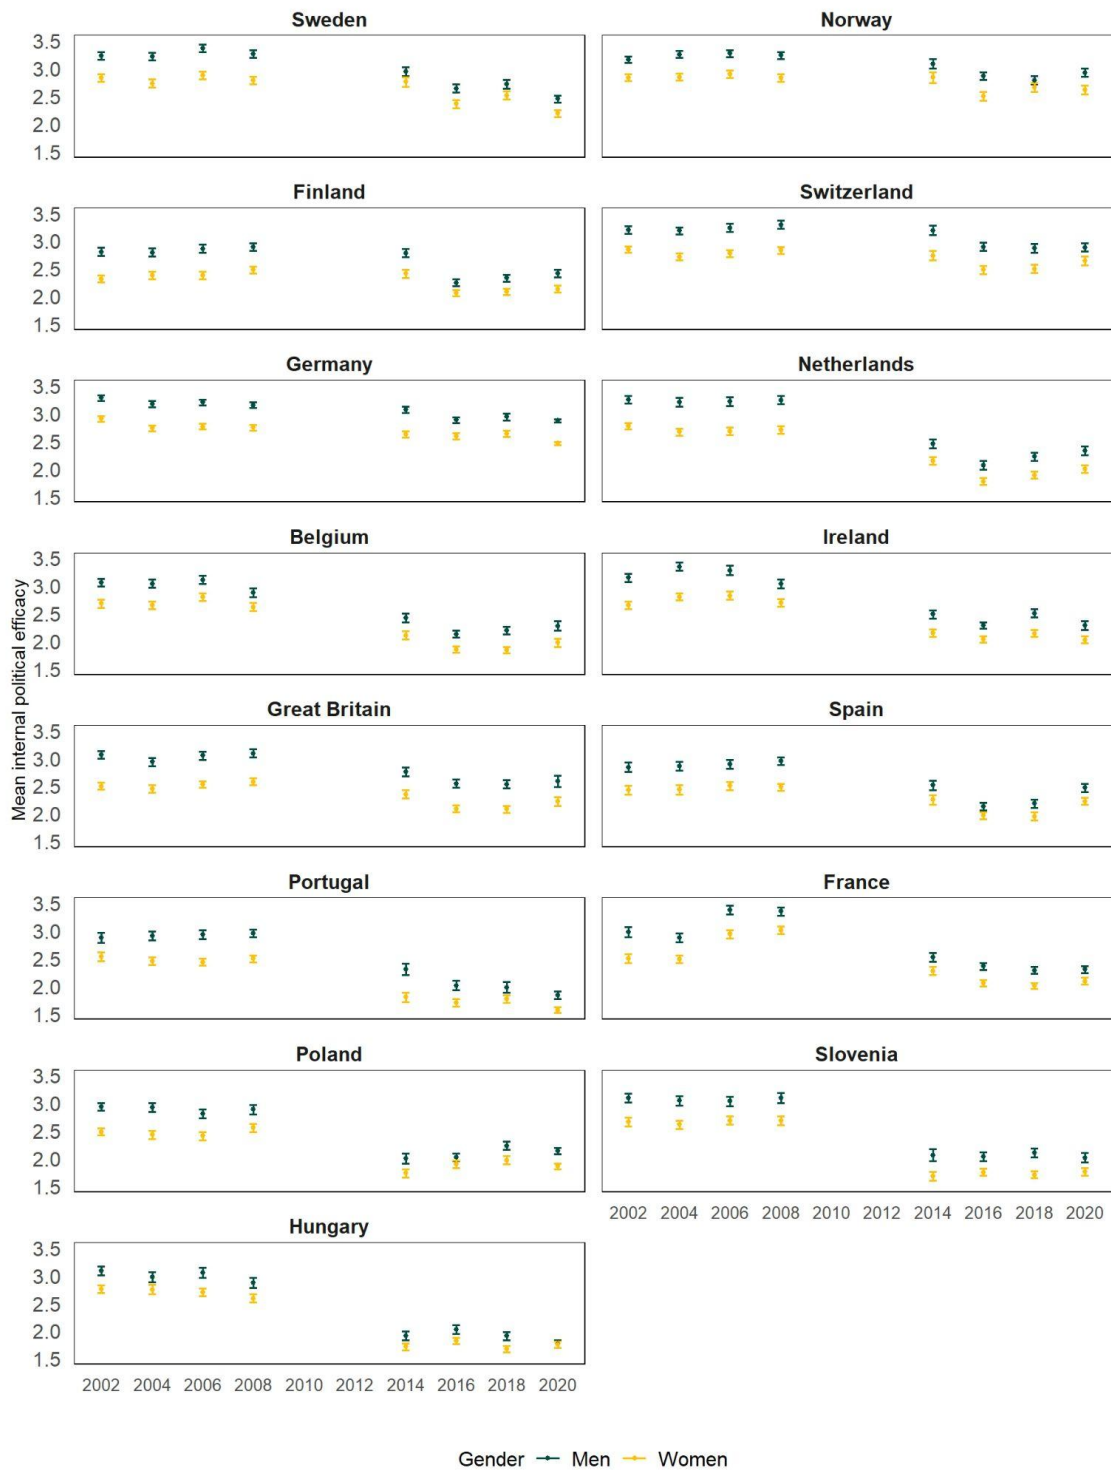 Sweden
Norway
3.5
3.0
2.5
2.0
1.5
Finland
Switzerland
3.5
3.0
2.5
2.0
1.5
Germany
Netherlands
3.5
3.0
2.5
2.0
1.5
Belgium
Ireland
3.5
3.0
2.5
2.0
1.5
Mean internal political efficacy
Great Britain
Spain
3.5
3.0
2.5
2.0
1.5
Portugal
France
3.5
3.0
2.5
2.0
1.5
Poland
Slovenia
3.5
3.0
2.5
2.0
1.5
2002 2004 2006 2008 2010 2012 2014 2016 2018 2020
Hungary
3.5
3.0
2.5
2.0
1.5
2002 2004 2006 2008 2010 2012 2014 2016 2018 2020
Gender Men Women